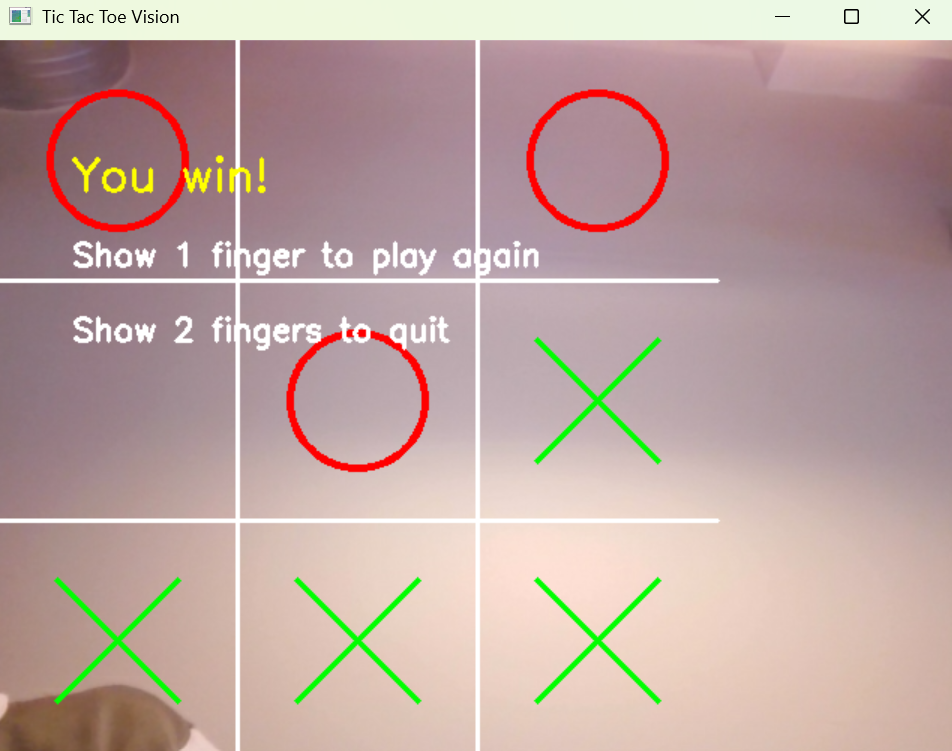 Tic Tac Toe Vision
You win!
Show 1 finger to play again
Show 2 fingers to quit